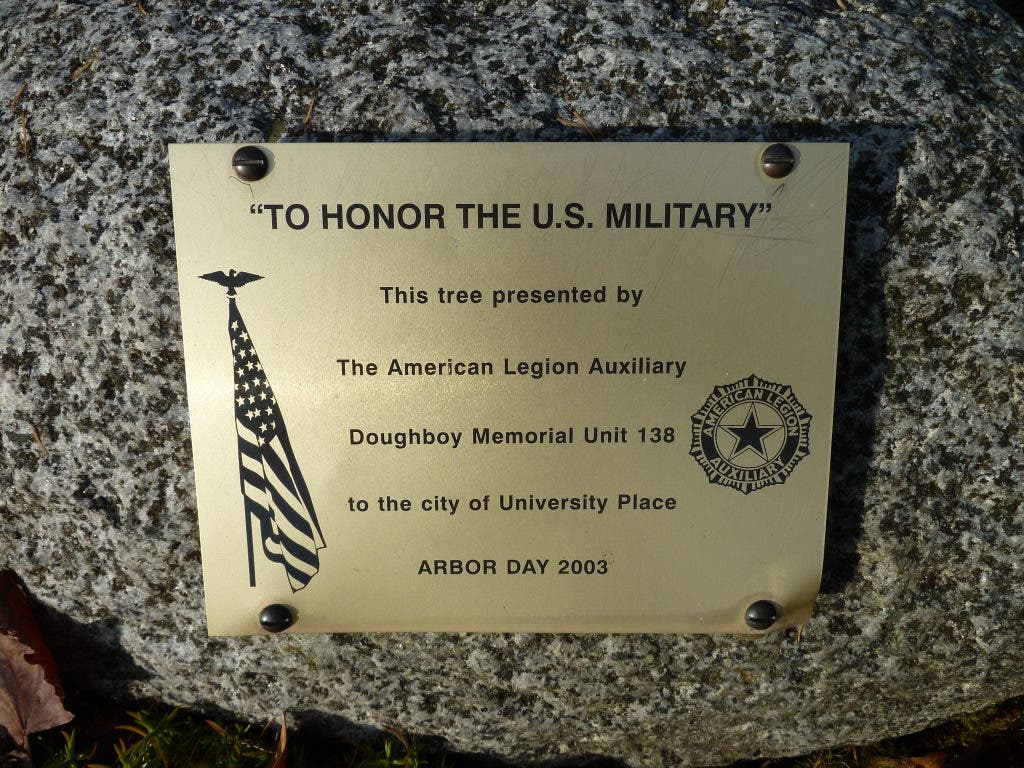 “TO HONOR THE U.S. MILITARY”
This tree presented by
The American Legion Auxiliary
Doughboy Memorial Unit 138
AMERICAN LEGION
AUXILIARY
to the city of University Place
ARBOR DAY 2003